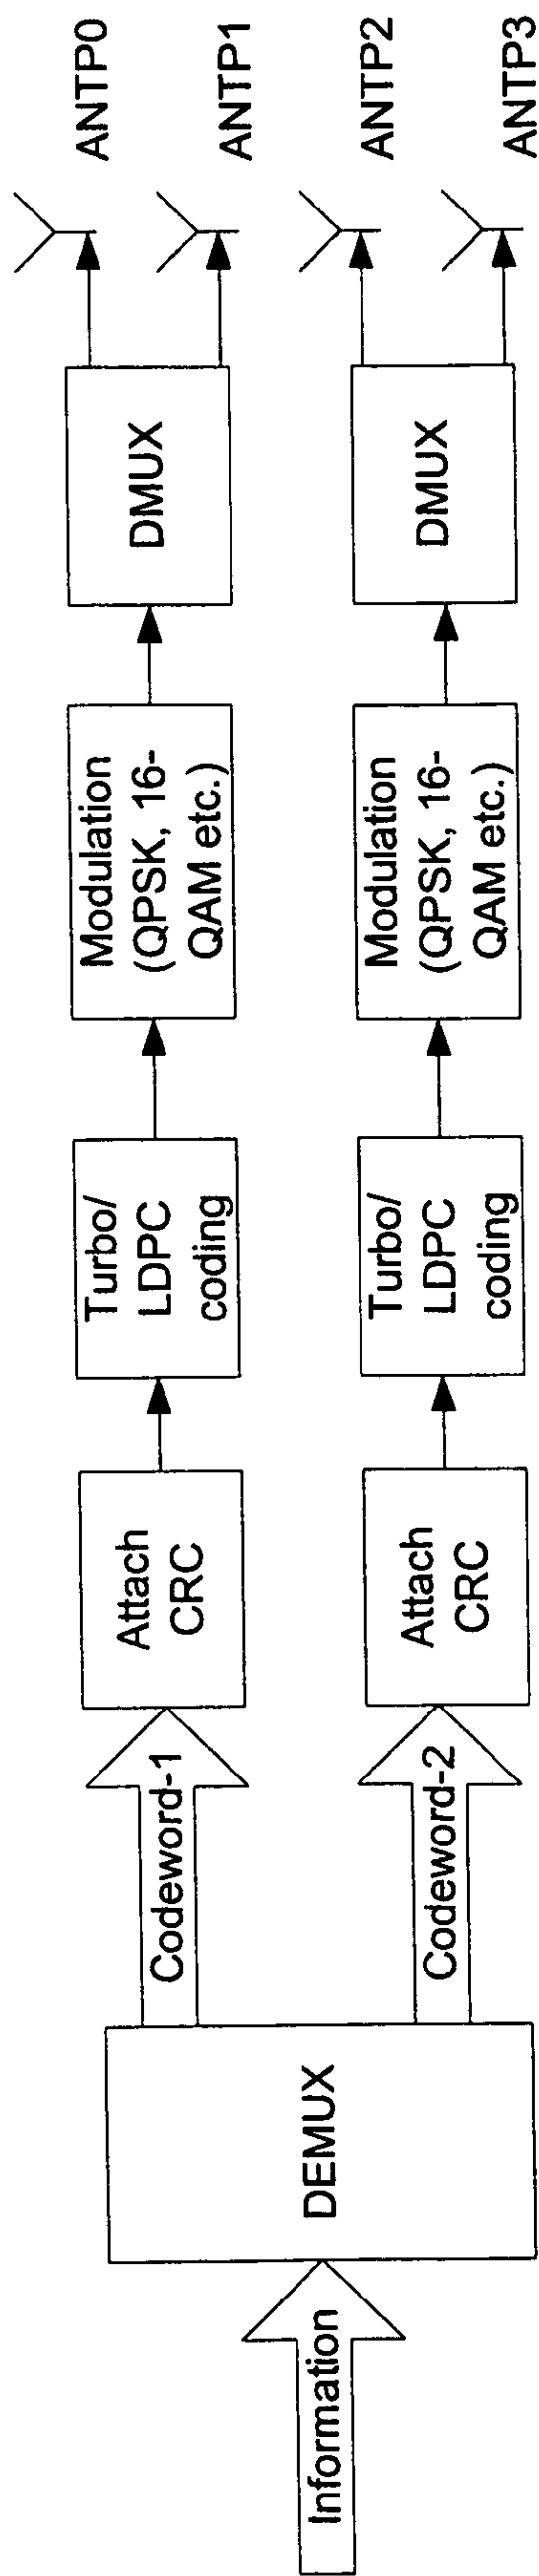 Information
DEMUX
Codeword-1
Attach
CRC
Turbo/
LDPC
coding
Modulation
(QPSK, 16-
QAM etc.)
DMUX
ANTP0
ANTP1
Codeword-2
Attach
CRC
Turbo/
LDPC
coding
Modulation
(QPSK, 16-
QAM etc.)
DMUX
ANTP2
ANTP3